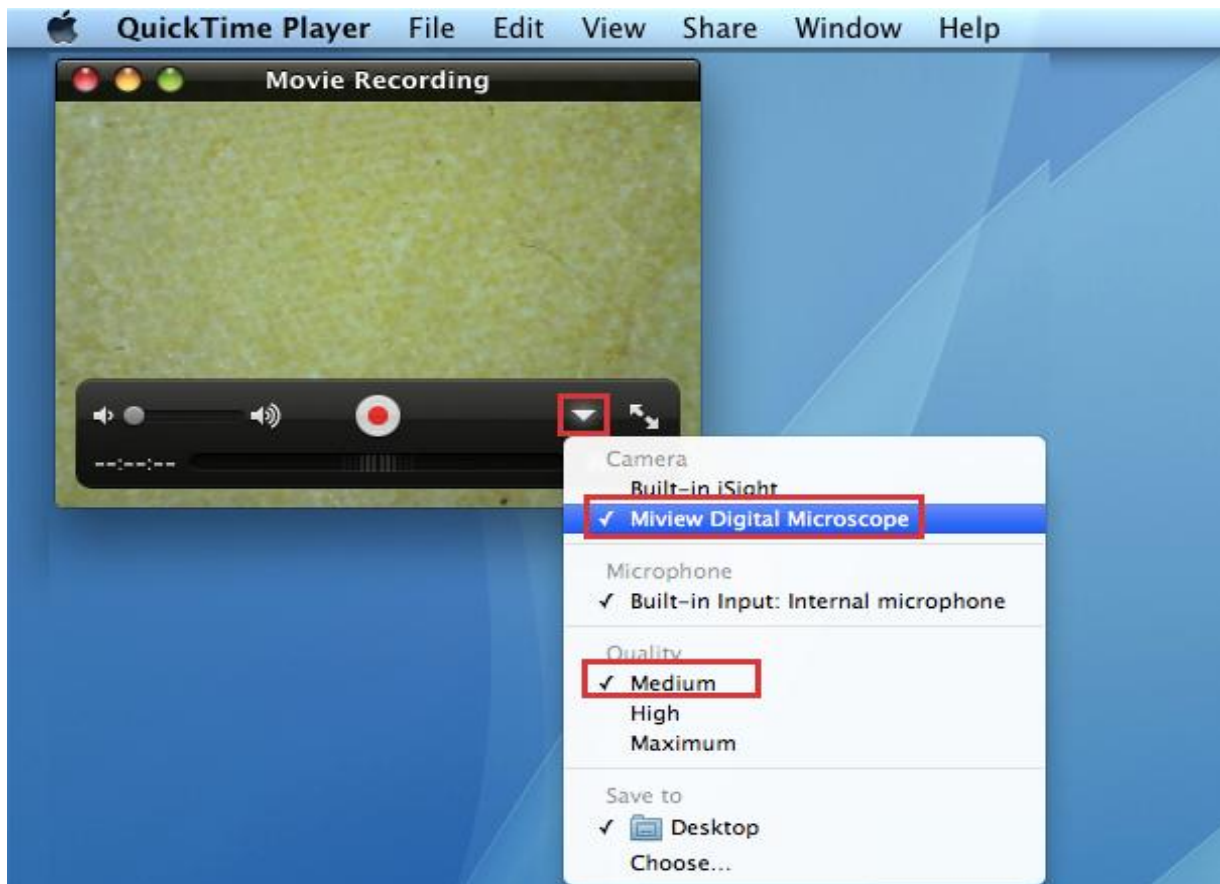 QuickTime Player File Edit View Share Window Help
Movie Recording
--:--:--
Camera
Built-in iSight
✓ Miview Digital Microscope
Microphone
✓ Built-in Input: Internal microphone
Quality
✓ Medium
High
Maximum
Save to
✓ Desktop
Choose...